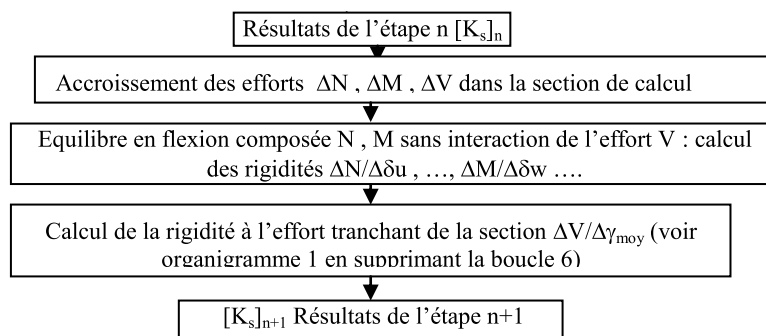 Résultats de l’étape n [Ks]n
Accroissement des efforts ΔN , ΔM , ΔV dans la section de calcul
Equilibre en flexion composée N , M sans interaction de l’effort V : calcul
des rigidités ΔN/Δδu , …, ΔM/Δδw ….
Calcul de la rigidité à l’effort tranchant de la section ΔV/Δγmoy (voir
organigramme 1 en supprimant la boucle 6)
[Ks]n+1 Résultats de l’étape n+1